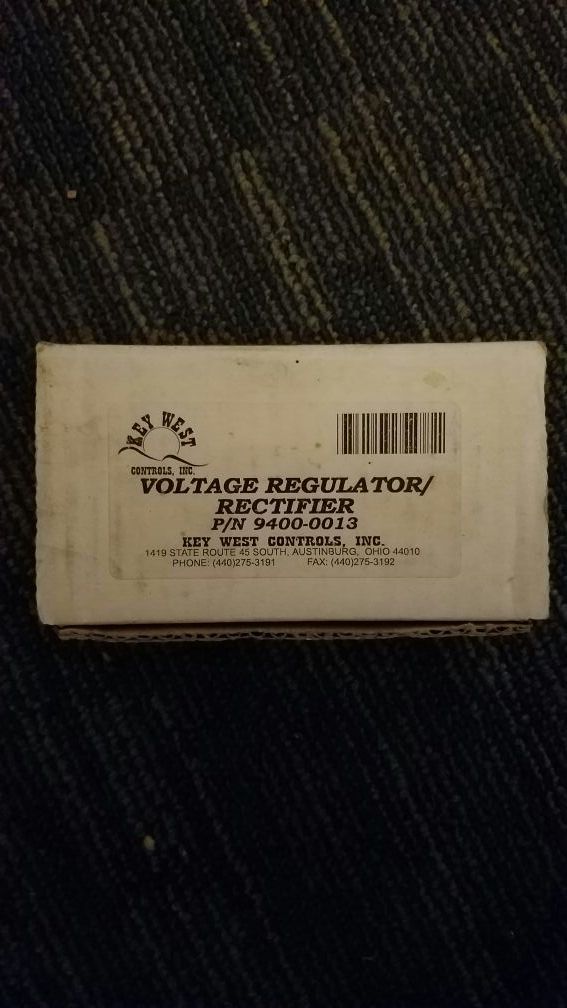 KEY WEST
CONTROLS, INC.
VOLTAGE REGULATOR/
RECTIFIER
P/N 9400-0013
KEY WEST CONTROLS, INC.
1419 STATE ROUTE 45 SOUTH, AUSTINBURG, OHIO 44010
PHONE: (440)275-3191 FAX: (440)275-3192